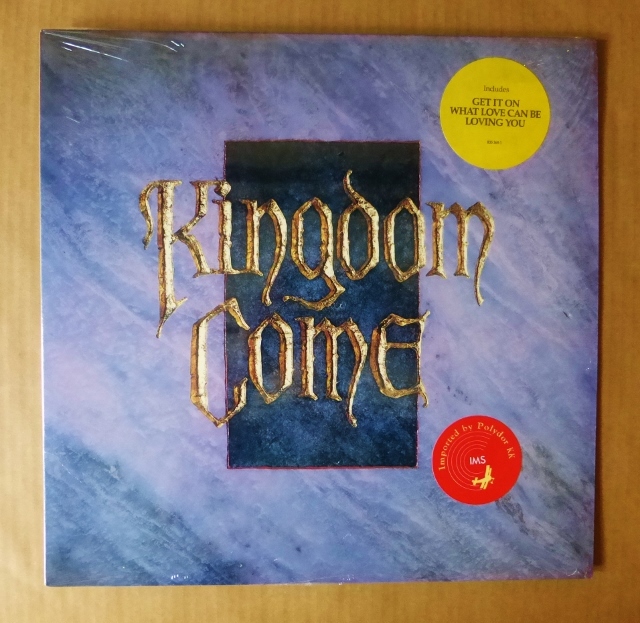 Includes
GET IT ON
WHAT LOVE CAN BE
LOVING YOU
Kingdom
Come
Imported by Polydor KK
IMS